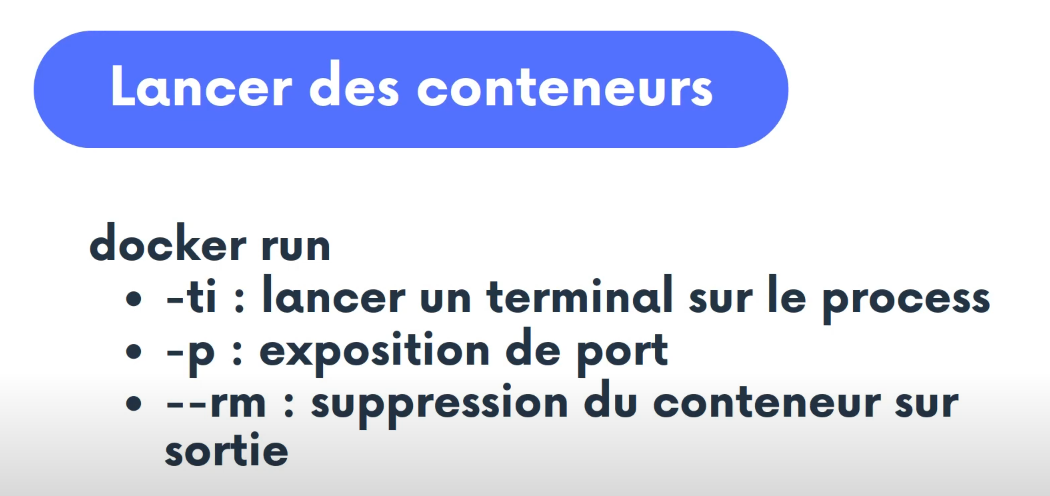 Lancer des conteneurs
docker run
• -ti : lancer un terminal sur le process
• -p : exposition de port
• --rm : suppression du conteneur sur
sortie